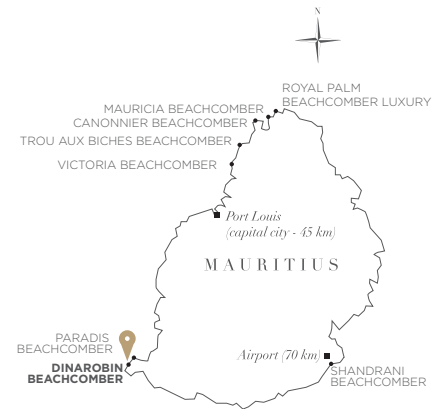 N
ROYAL PALM
BEACHCOMBER LUXURY
MAURICIA BEACHCOMBER
CANONNIER BEACHCOMBER
TROU AUX BICHES BEACHCOMBER
VICTORIA BEACHCOMBER
Port Louis
(capital city - 45 km)
MAURITIUS
PARADIS
BEACHCOMBER
DINAROBIN
BEACHCOMBER
Airport (70 km)
SHANDRANI
BEACHCOMBER